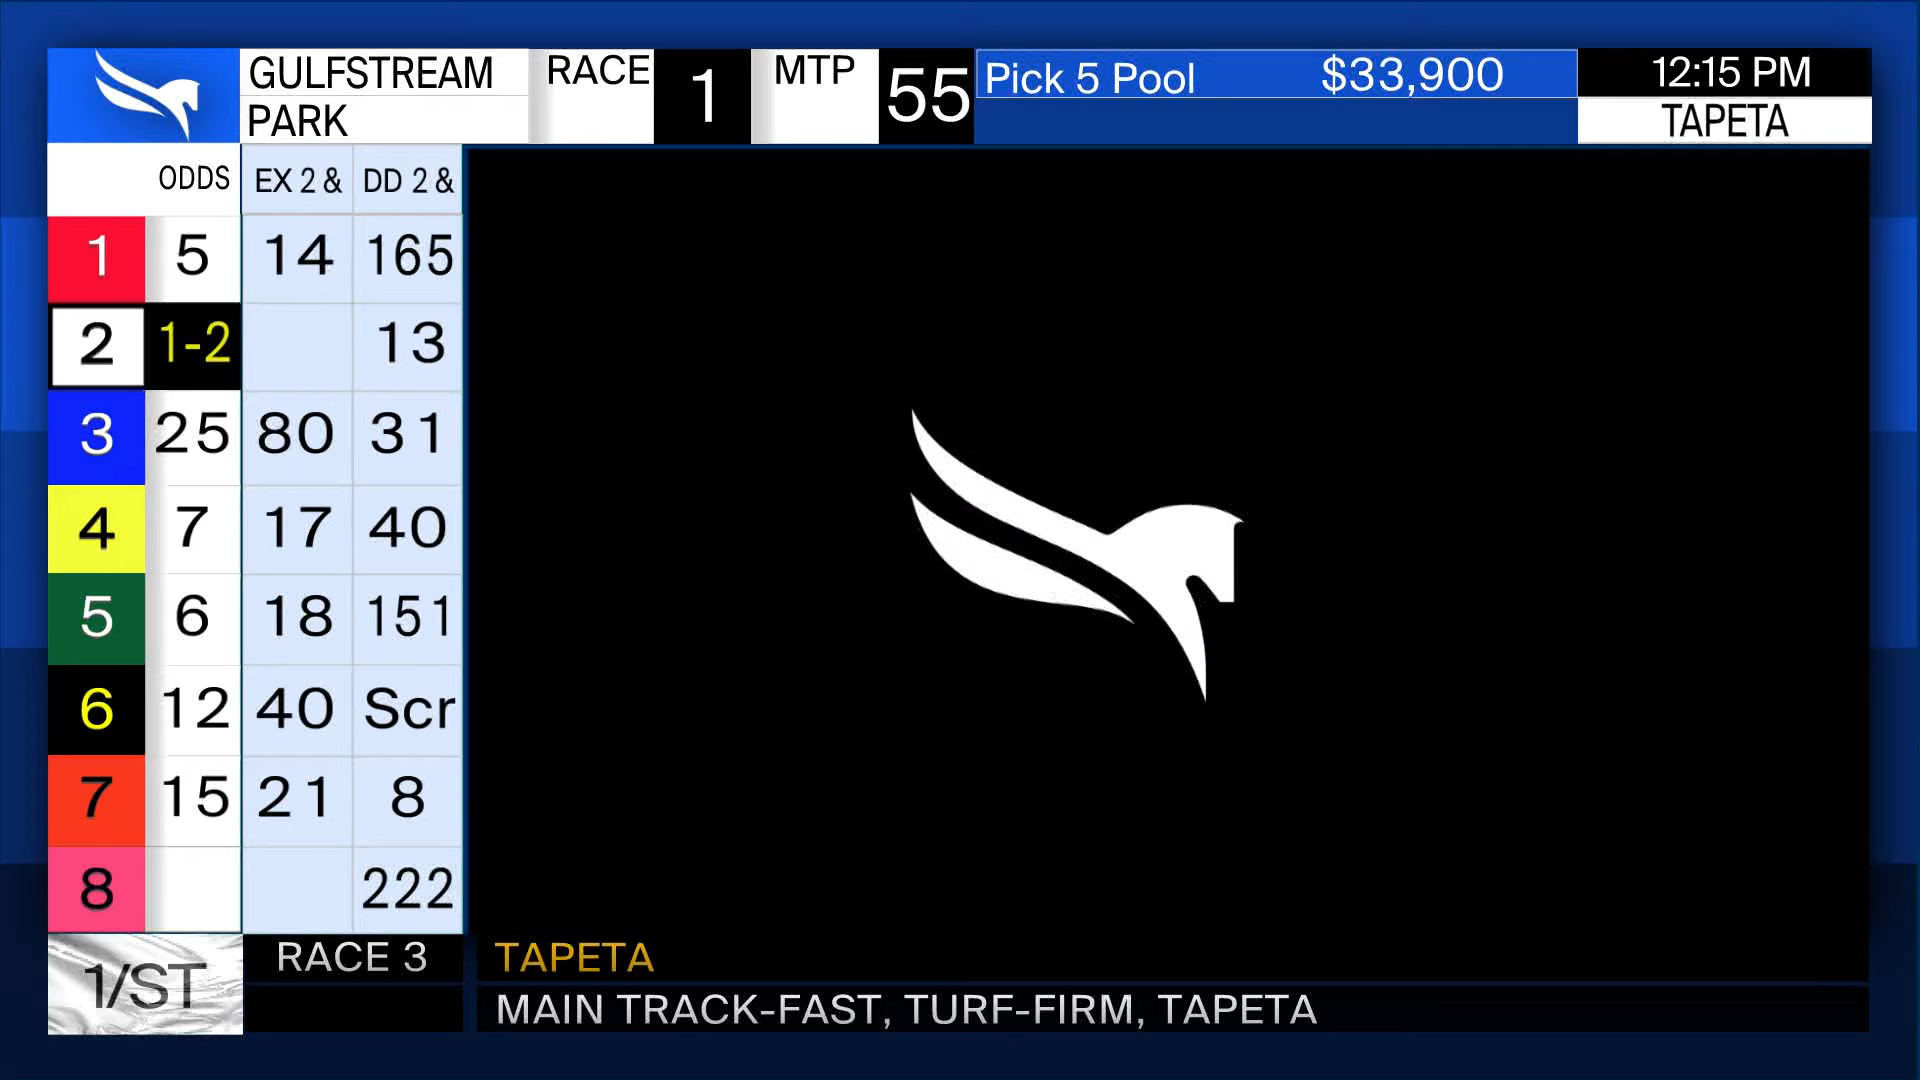 GULFSTREAM PARK RACE 1 MTP 55 Pick 5 Pool $33,900 12:15 PM
TAPETA
ODDS EX 2 & DD 2 &
1 5 14 165
2 1-2 13
3 25 80 31
4 7 17 40
5 6 18 151
6 12 40 Scr
7 15 21 8
8 222
1/ST RACE 3
TAPETA
MAIN TRACK-FAST, TURF-FIRM, TAPETA